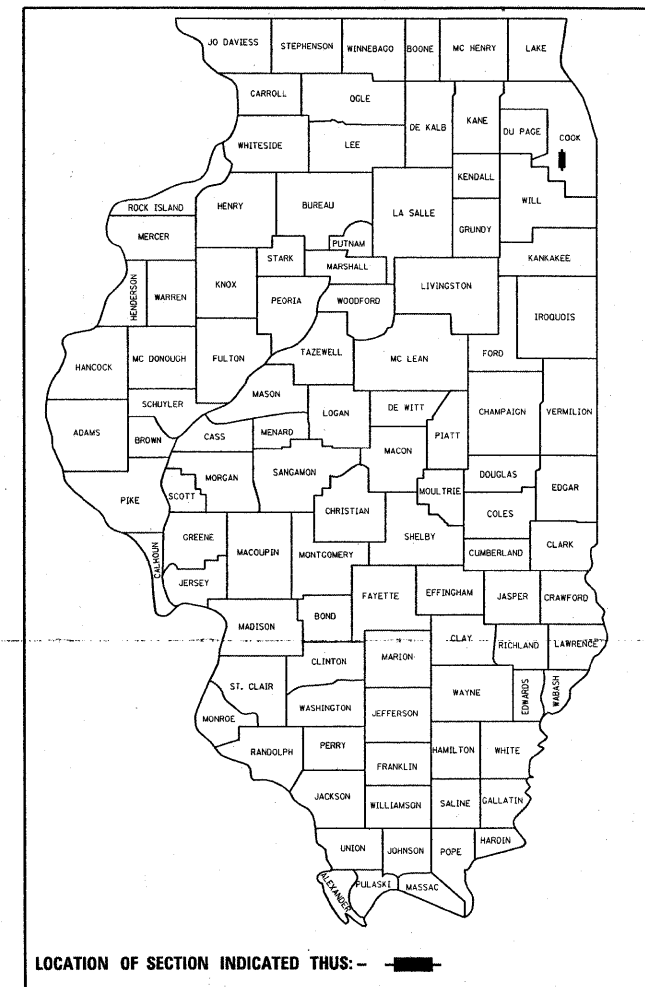 JO DAVIESS STEPHENSON WINNEBAGO BOONE MC HENRY LAKE
CARROLL OGLE DE KALB KANE DU PAGE COOK
WHITESIDE LEE
KENDALL WILL
ROCK ISLAND HENRY BUREAU LA SALLE GRUNDY
MERCER PUTNAM
STARK MARSHALL KANKAKEE
HENDERSON WARREN KNOX PEORIA WOODFORD LIVINGSTON IROQUOIS
HANCOCK MC DONOUGH FULTON TAZEWELL MC LEAN FORD
SCHUYLER MASON LOGAN DE WITT CHAMPAIGN VERMILION
ADAMS BROWN CASS MENARD MACON PIATT
PIKE SCOTT MORGAN SANGAMON MOULTRIE DOUGLAS EDGAR
CHRISTIAN COLES
CALHOUN GREENE MACOUPIN MONTGOMERY SHELBY CUMBERLAND CLARK
JERSEY FAYETTE EFFINGHAM JASPER CRAWFORD
MADISON BOND
CLINTON MARION CLAY RICHLAND LAWRENCE
ST. CLAIR WASHINGTON JEFFERSON WAYNE EDWARDS WABASH
MONROE
RANDOLPH PERRY FRANKLIN HAMILTON WHITE
JACKSON WILLIAMSON SALINE GALLATIN
UNION JOHNSON POPE HARDIN
ALEXANDER PULASKI MASSAC
LOCATION OF SECTION INDICATED THUS: -